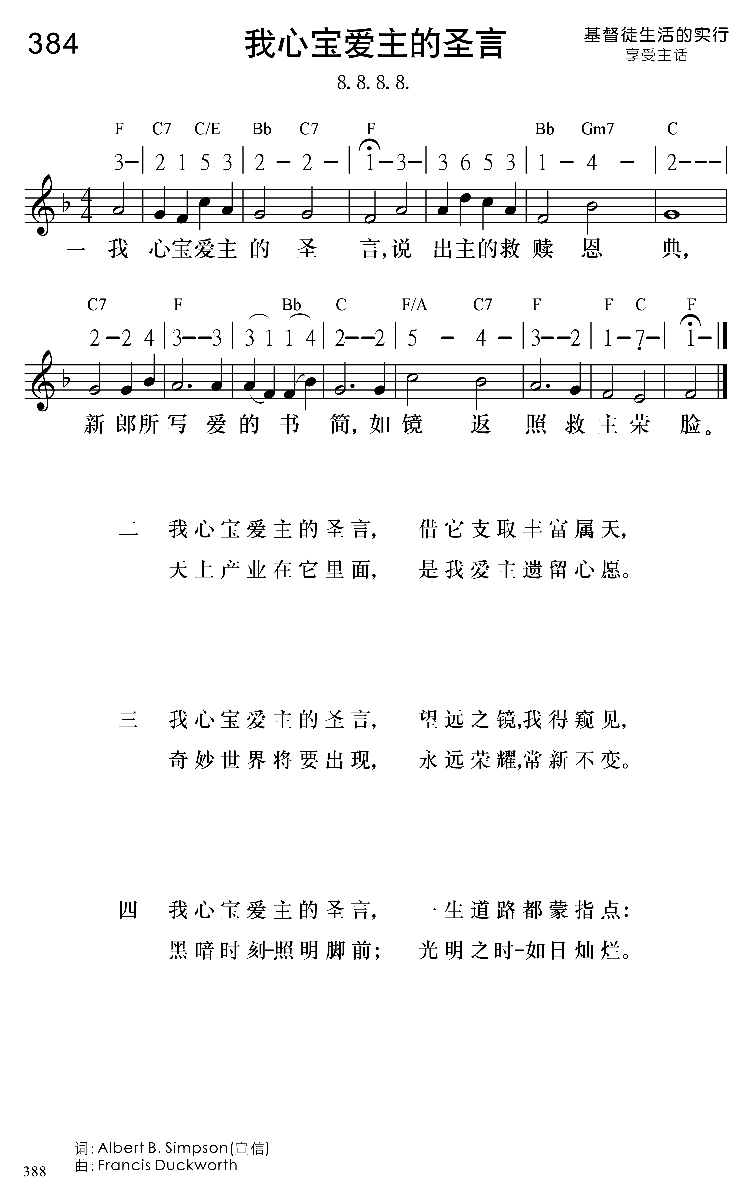 384
我心宝爱主的圣言
基督徒生活的实行
享受主话
8. 8. 8. 8.
F C7 C/E Bb C7 F Bb Gm7 C
3-|2 1 5 3|2-2-|1-3-|3 6 5 3|1-4-|2---|
一 我 心宝爱主 的 圣 言,说 出主的救 赎 恩 典,
C7 F Bb C F/A C7 F F C F
2-2 4|3--3|3 1 1 4|2--2|5-4-|3--2|1-7-|1-‖
新 郎所 写 爱 的 书 简,如 镜 返 照 救 主 荣 脸。
二 我心宝爱主的圣言, 借它支取丰富属天,
天上产业在它里面, 是我爱主遗留心愿。
三 我心宝爱主的圣言, 望远之镜,我得窥见,
奇妙世界将要出现, 永远荣耀,常新不变。
四 我心宝爱主的圣言, 一生道路都蒙指点:
黑暗时刻-照明脚前; 光明之时-如日灿烂。
词: Albert B. Simpson(宣信)
曲: Francis Duckworth
388